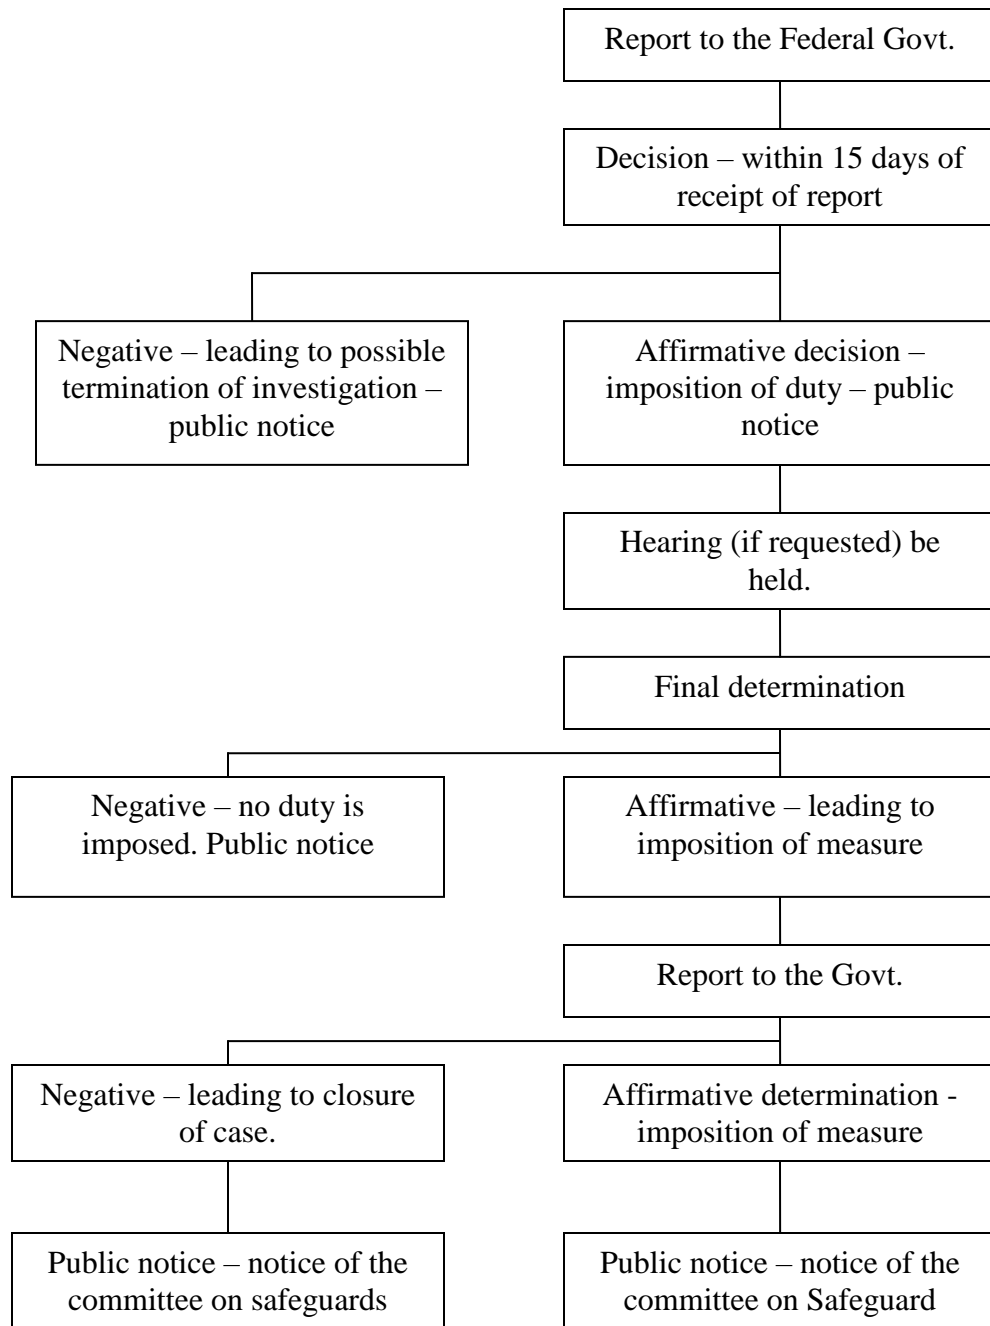 Report to the Federal Govt.
Decision – within 15 days of
receipt of report
Negative – leading to possible
termination of investigation –
public notice
Affirmative decision –
imposition of duty – public
notice
Hearing (if requested) be
held.
Final determination
Negative – no duty is
imposed. Public notice
Affirmative – leading to
imposition of measure
Report to the Govt.
Negative – leading to closure
of case.
Affirmative determination -
imposition of measure
Public notice – notice of the
committee on safeguards
Public notice – notice of the
committee on Safeguard